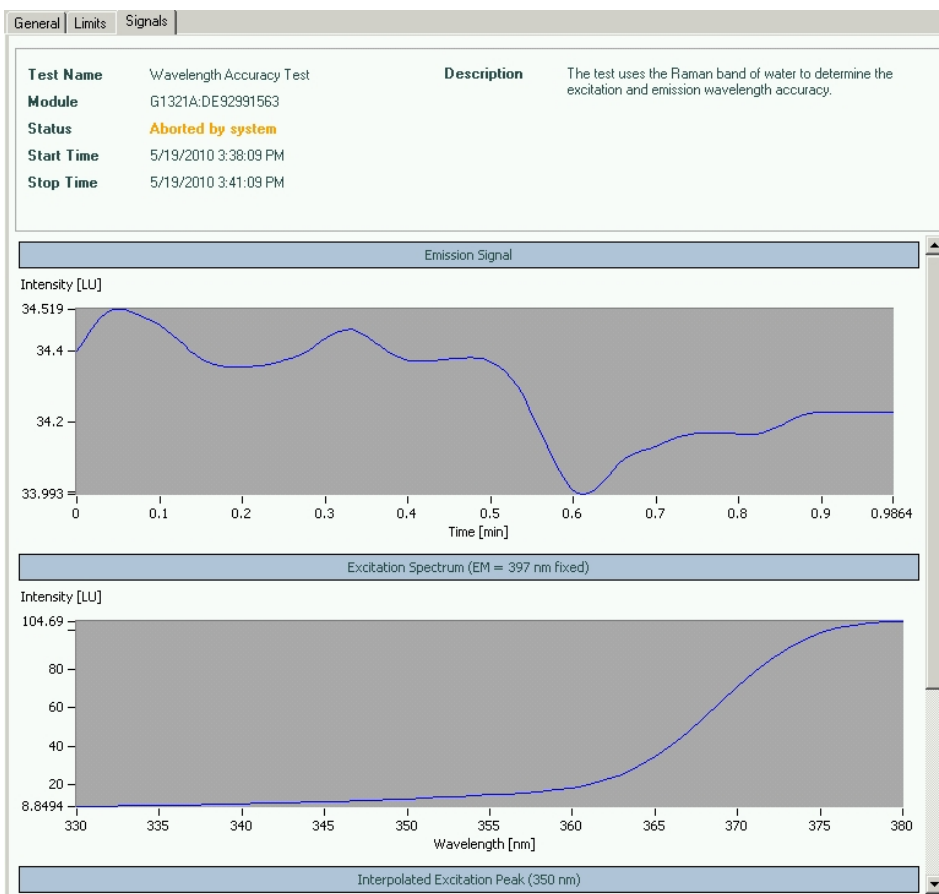 General Limits Signals
Test Name Wavelength Accuracy Test Description The test uses the Raman band of water to determine the
excitation and emission wavelength accuracy.
Module G1321A:DE92991563
Status Aborted by system
Start Time 5/19/2010 3:38:09 PM
Stop Time 5/19/2010 3:41:09 PM
Emission Signal
Intensity [LU]
34.519
34.4
34.2
33.993
0 0.1 0.2 0.3 0.4 0.5 0.6 0.7 0.8 0.9 0.9864
Time [min]
Excitation Spectrum (EM = 397 nm fixed)
Intensity [LU]
104.69
80
60
40
20
8.8494
330 335 340 345 350 355 360 365 370 375 380
Wavelength [nm]
Interpolated Excitation Peak (350 nm)